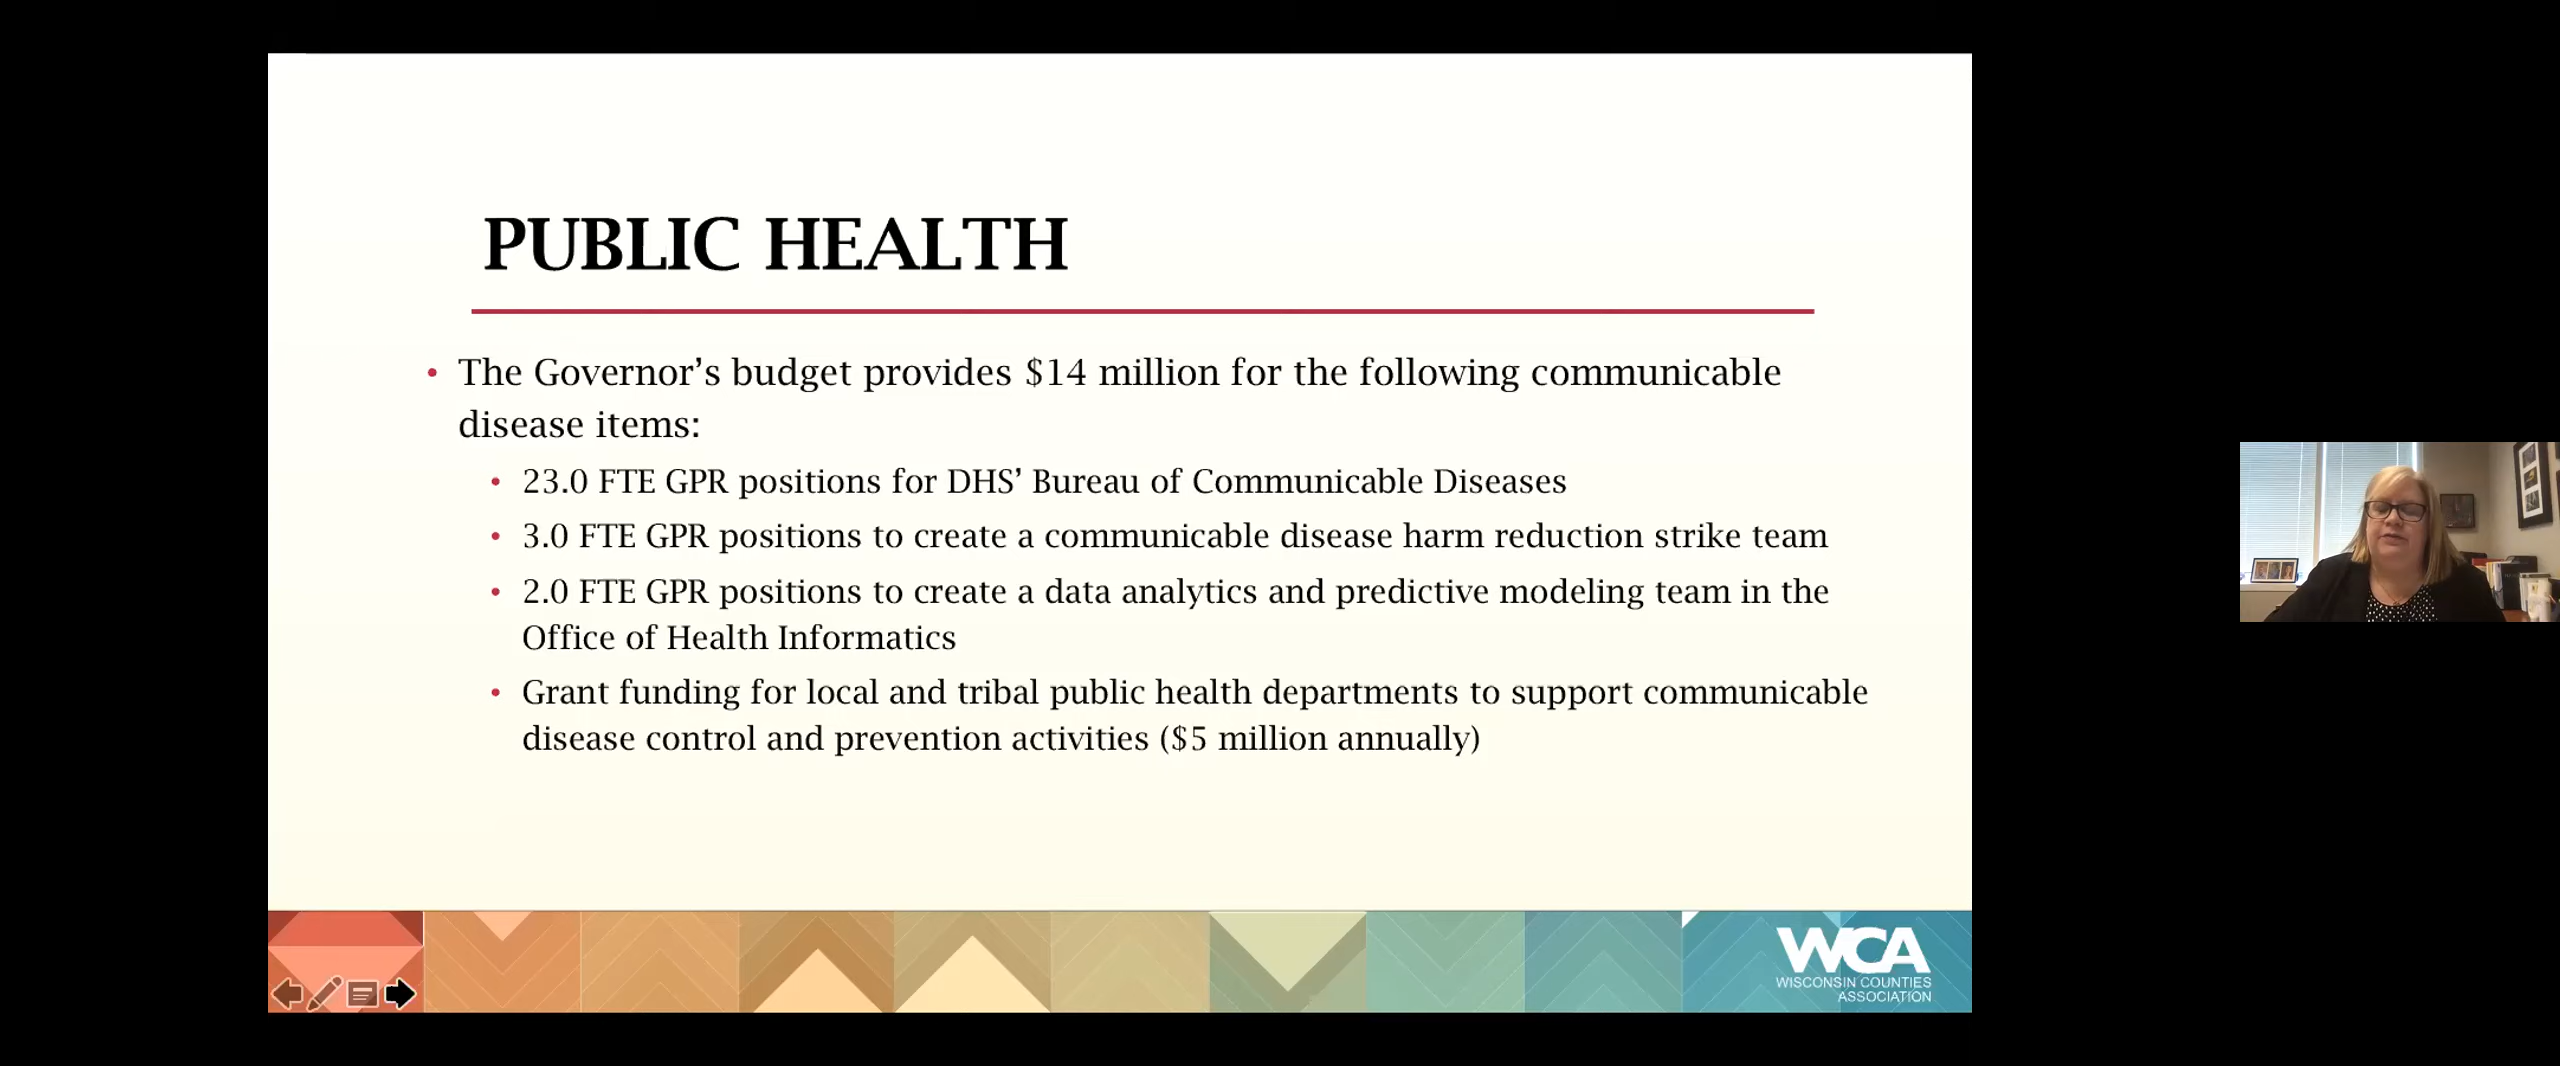 PUBLIC HEALTH
• The Governor’s budget provides $14 million for the following communicable
disease items:
• 23.0 FTE GPR positions for DHS’ Bureau of Communicable Diseases
• 3.0 FTE GPR positions to create a communicable disease harm reduction strike team
• 2.0 FTE GPR positions to create a data analytics and predictive modeling team in the
Office of Health Informatics
• Grant funding for local and tribal public health departments to support communicable
disease control and prevention activities ($5 million annually)
WCA
WISCONSIN COUNTIES
ASSOCIATION